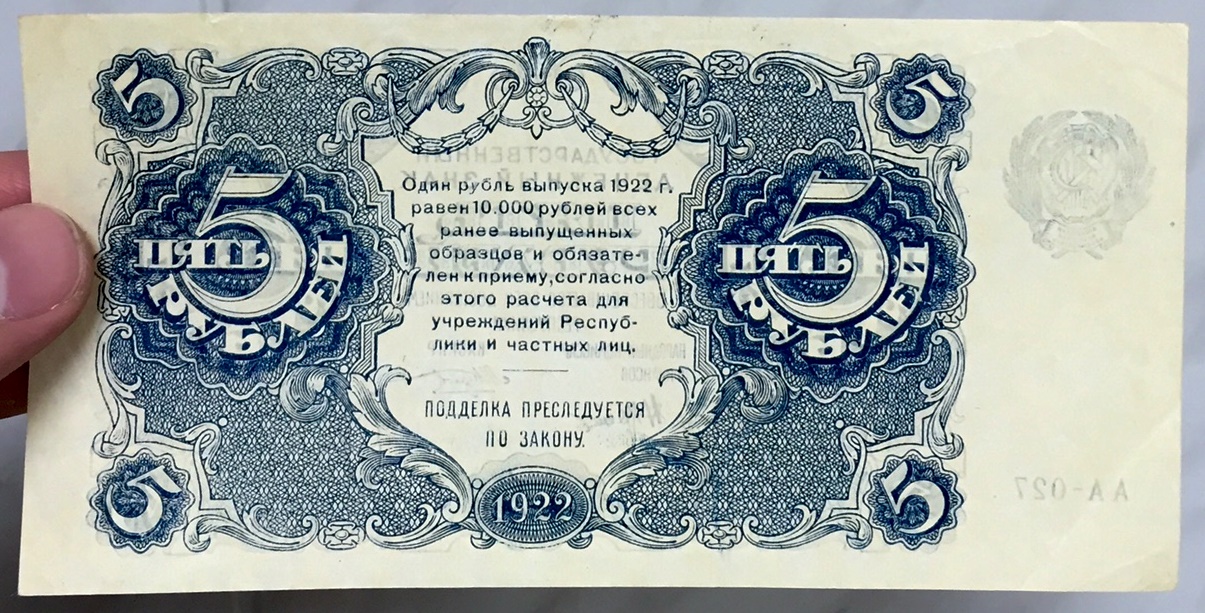 5
5
5
ПЯТЬ
РУБЛЕЙ
Один рубль выпуска 1922 г.
равен 10.000 рублей всех
ранее выпущенных
образцов и обязате-
лен к приему, согласно
этого расчета для
учреждений Респуб-
лики и частных лиц.
ПОДДЕЛКА ПРЕСЛЕДУЕТСЯ
ПО ЗАКОНУ.
5
ПЯТЬ
РУБЛЕЙ
АА-027
5
1922
5